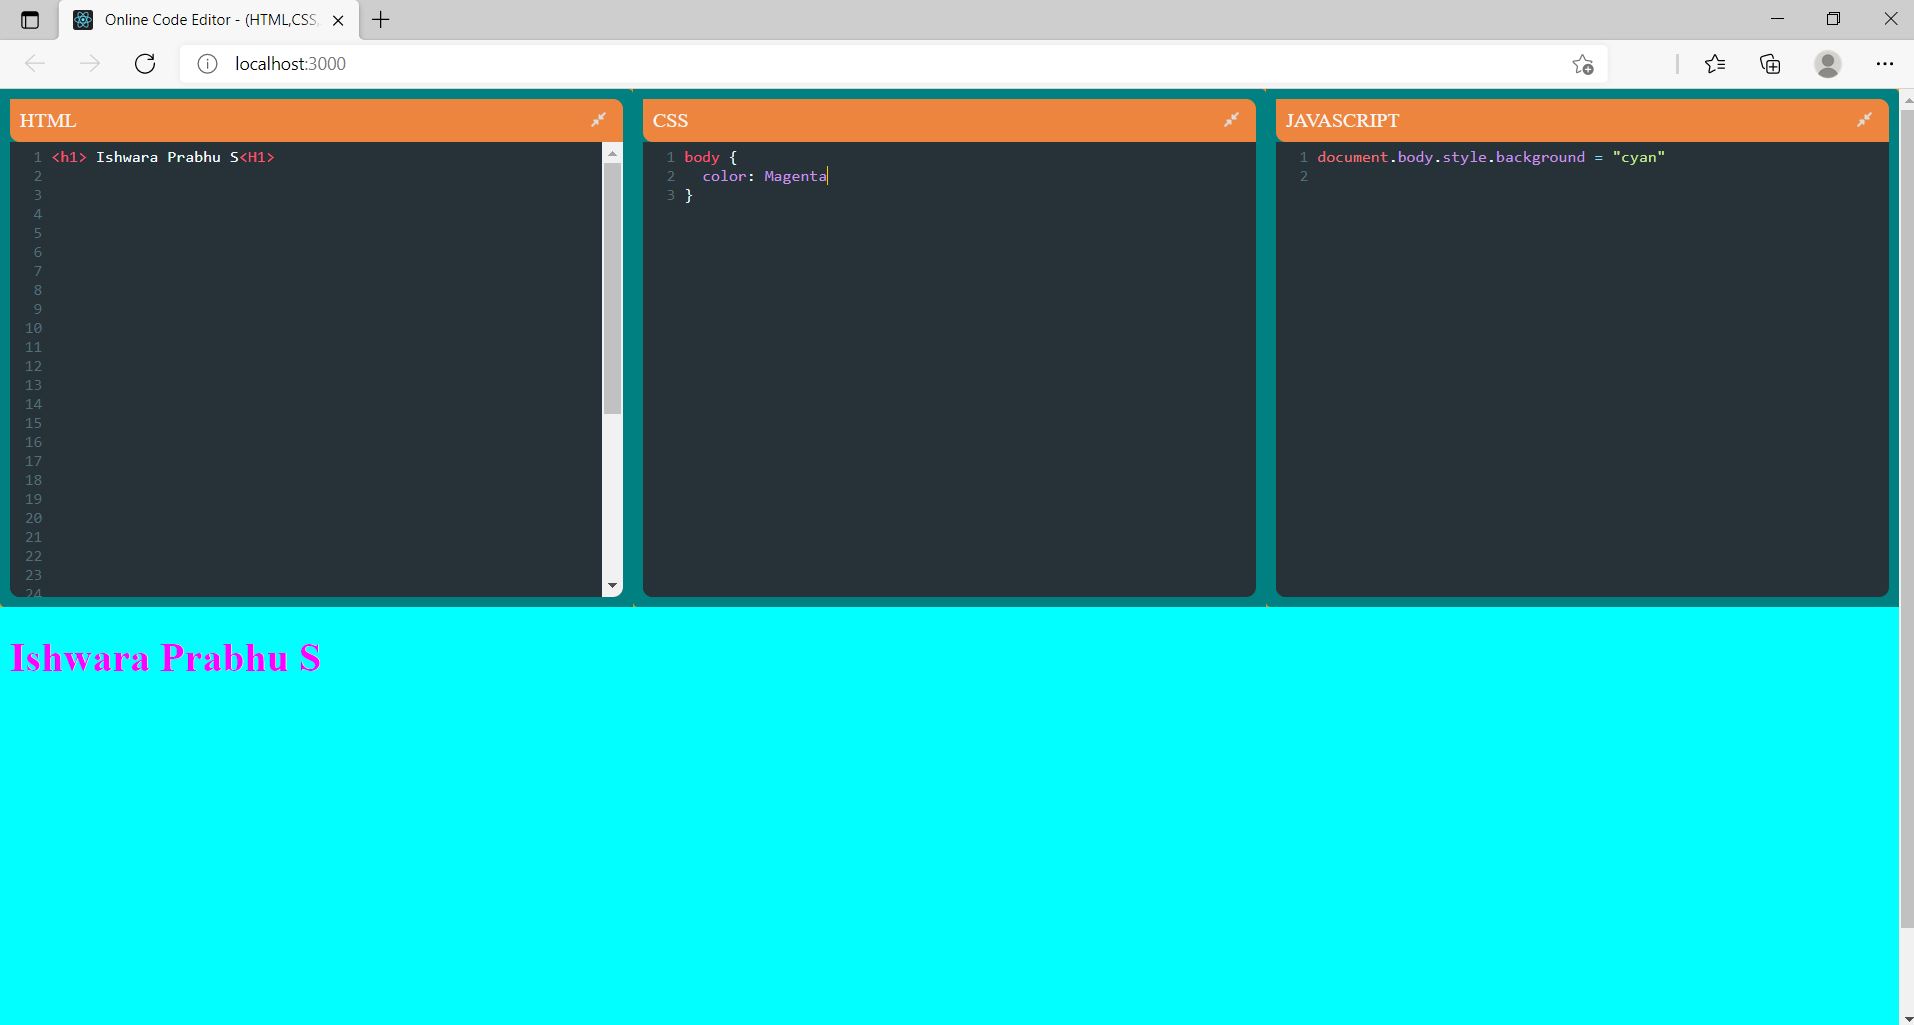 Online Code Editor - (HTML,CSS,
localhost:3000
HTML
1 <h1> Ishwara Prabhu S<H1>
2
3
4
5
6
7
8
9
10
11
12
13
14
15
16
17
18
19
20
21
22
23
24
CSS
1 body {
2   color: Magenta
3 }
JAVASCRIPT
1 document.body.style.background = "cyan"
2
Ishwara Prabhu S